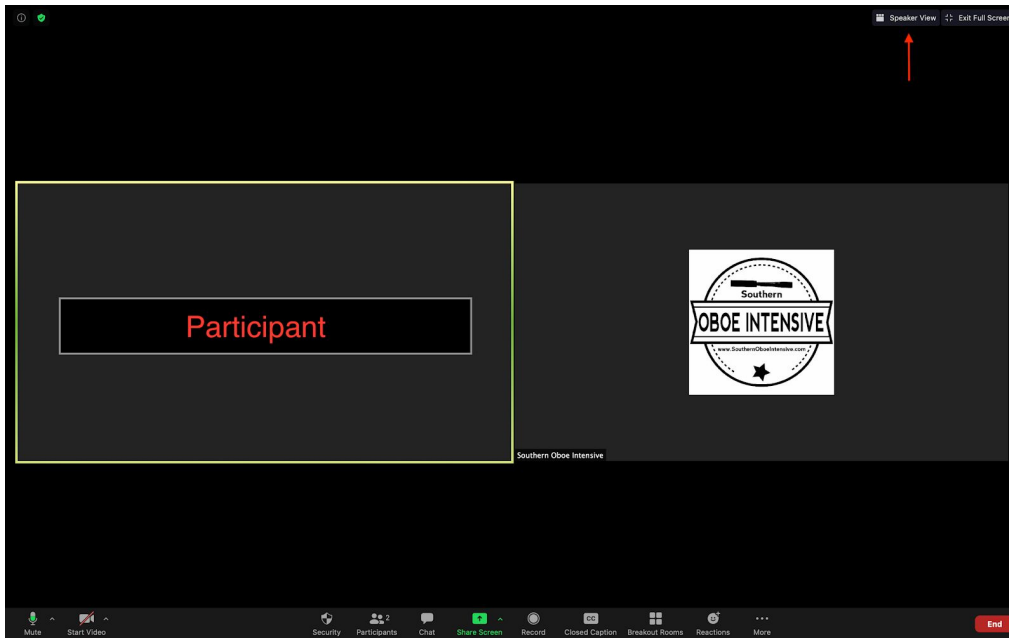 Speaker View Exit Full Screen
Participant
Southern
OBOE INTENSIVE
www.SouthernOboeIntensive.com
Southern Oboe Intensive
2
CC
Mute Start Video Security Participants Chat Share Screen Record Closed Caption Breakout Rooms Reactions More End